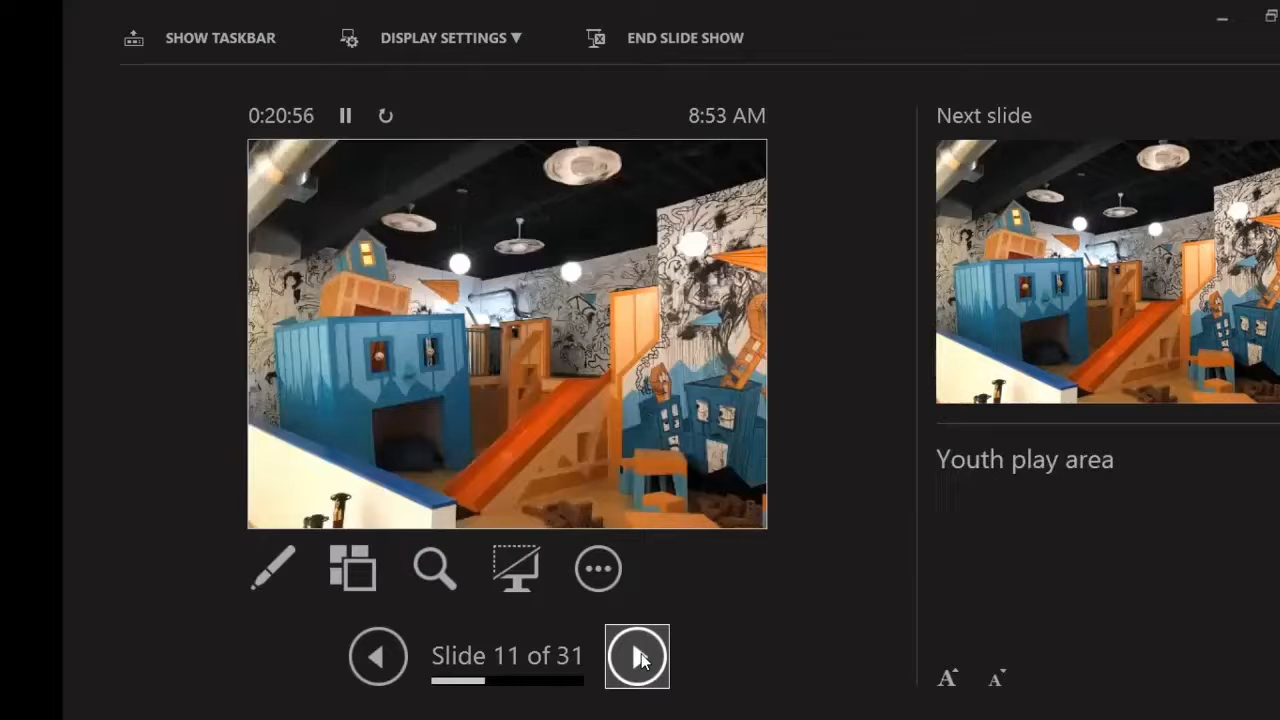 SHOW TASKBAR
DISPLAY SETTINGS ▼
END SLIDE SHOW
0:20:56
8:53 AM
Next slide
Youth play area
Slide 11 of 31
A A